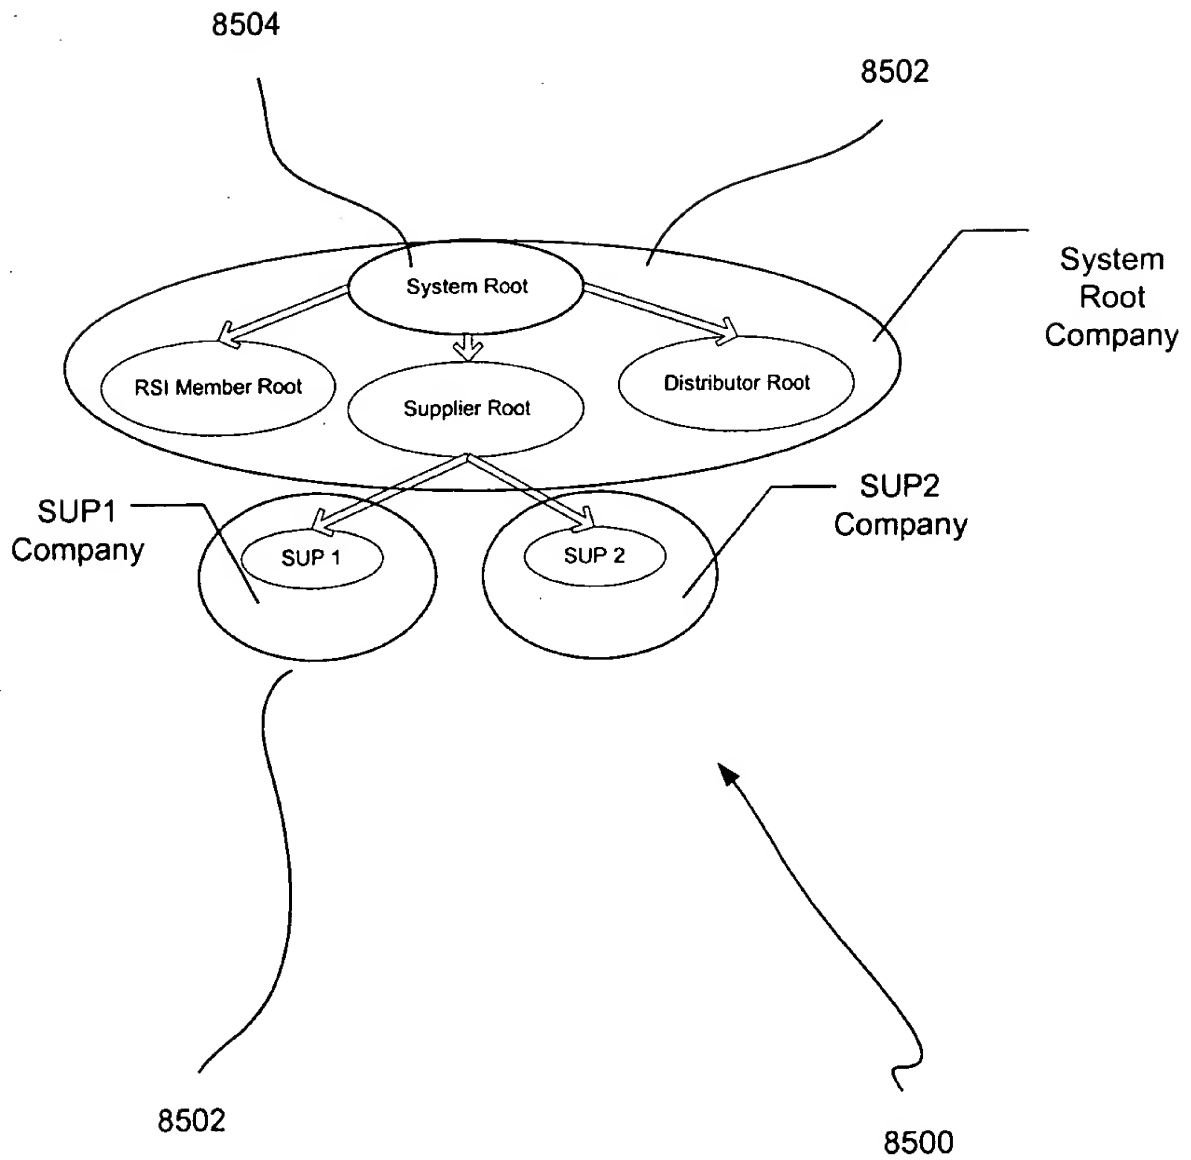 8504
8502
System Root
System
Root
Company
RSI Member Root
Supplier Root
Distributor Root
SUP1
Company
SUP2
Company
SUP 1
SUP 2
8502
8500